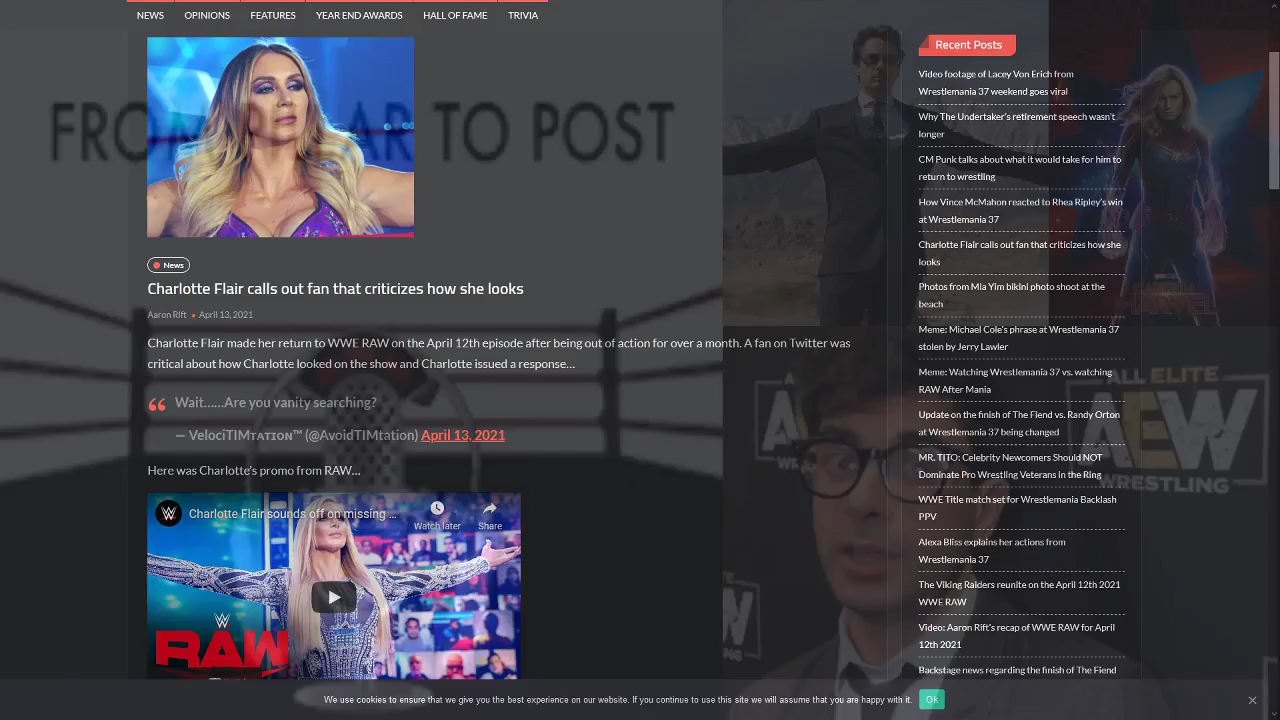 NEWS OPINIONS FEATURES YEAR END AWARDS HALL OF FAME TRIVIA
TO POST
News
Charlotte Flair calls out fan that criticizes how she looks
Aaron Rift • April 13, 2021
Charlotte Flair made her return to WWE RAW on the April 12th episode after being out of action for over a month. A fan on Twitter was
critical about how Charlotte looked on the show and Charlotte issued a response…
Wait……Are you vanity searching?
— VelociTIMᴛᴀᴛɪᴏɴ™ (@AvoidTIMtation) April 13, 2021
Here was Charlotte's promo from RAW…
Charlotte Flair sounds off on missing ...
Watch later
Share
RAW
Recent Posts
Video footage of Lacey Von Erich from
Wrestlemania 37 weekend goes viral
Why The Undertaker's retirement speech wasn't
longer
CM Punk talks about what it would take for him to
return to wrestling
How Vince McMahon reacted to Rhea Ripley's win
at Wrestlemania 37
Charlotte Flair calls out fan that criticizes how she
looks
Photos from Mia Yim bikini photo shoot at the
beach
Meme: Michael Cole's phrase at Wrestlemania 37
stolen by Jerry Lawler
Meme: Watching Wrestlemania 37 vs. watching
RAW After Mania
Update on the finish of The Fiend vs. Randy Orton
at Wrestlemania 37 being changed
MR. TITO: Celebrity Newcomers Should NOT
Dominate Pro Wrestling Veterans in the Ring
WWE Title match set for Wrestlemania Backlash
PPV
Alexa Bliss explains her actions from
Wrestlemania 37
The Viking Raiders reunite on the April 12th 2021
WWE RAW
Video: Aaron Rift's recap of WWE RAW for April
12th 2021
Backstage news regarding the finish of The Fiend
ALL ELITE
AEW
WRESTLING
We use cookies to ensure that we give you the best experience on our website. If you continue to use this site we will assume that you are happy with it. Ok